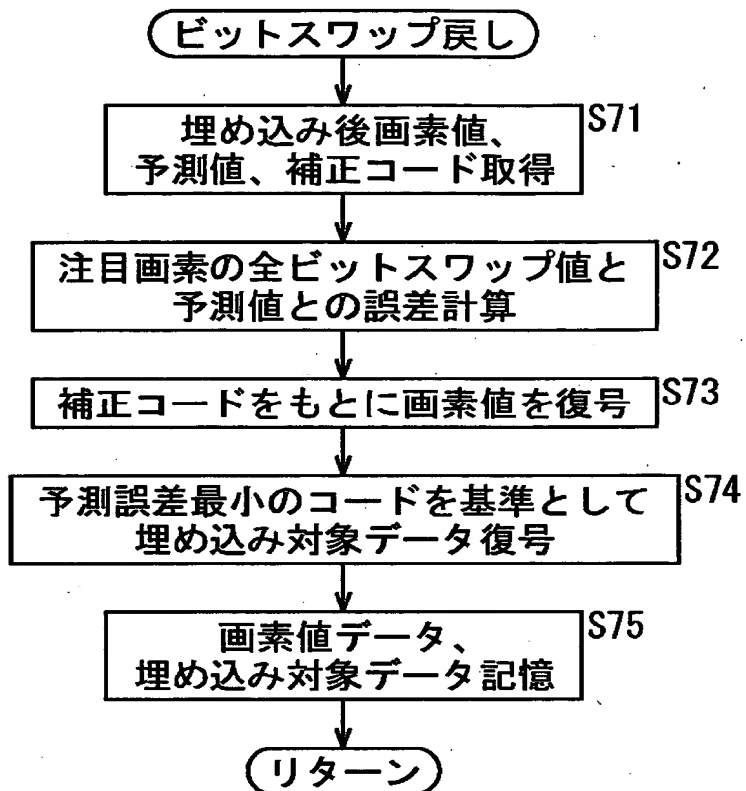 ビットスワップ戻し
S71
埋め込み後画素値、
予測値、補正コード取得
S72
注目画素の全ビットスワップ値と
予測値との誤差計算
S73
補正コードをもとに画素値を復号
S74
予測誤差最小のコードを基準として
埋め込み対象データ復号
S75
画素値データ、
埋め込み対象データ記憶
リターン